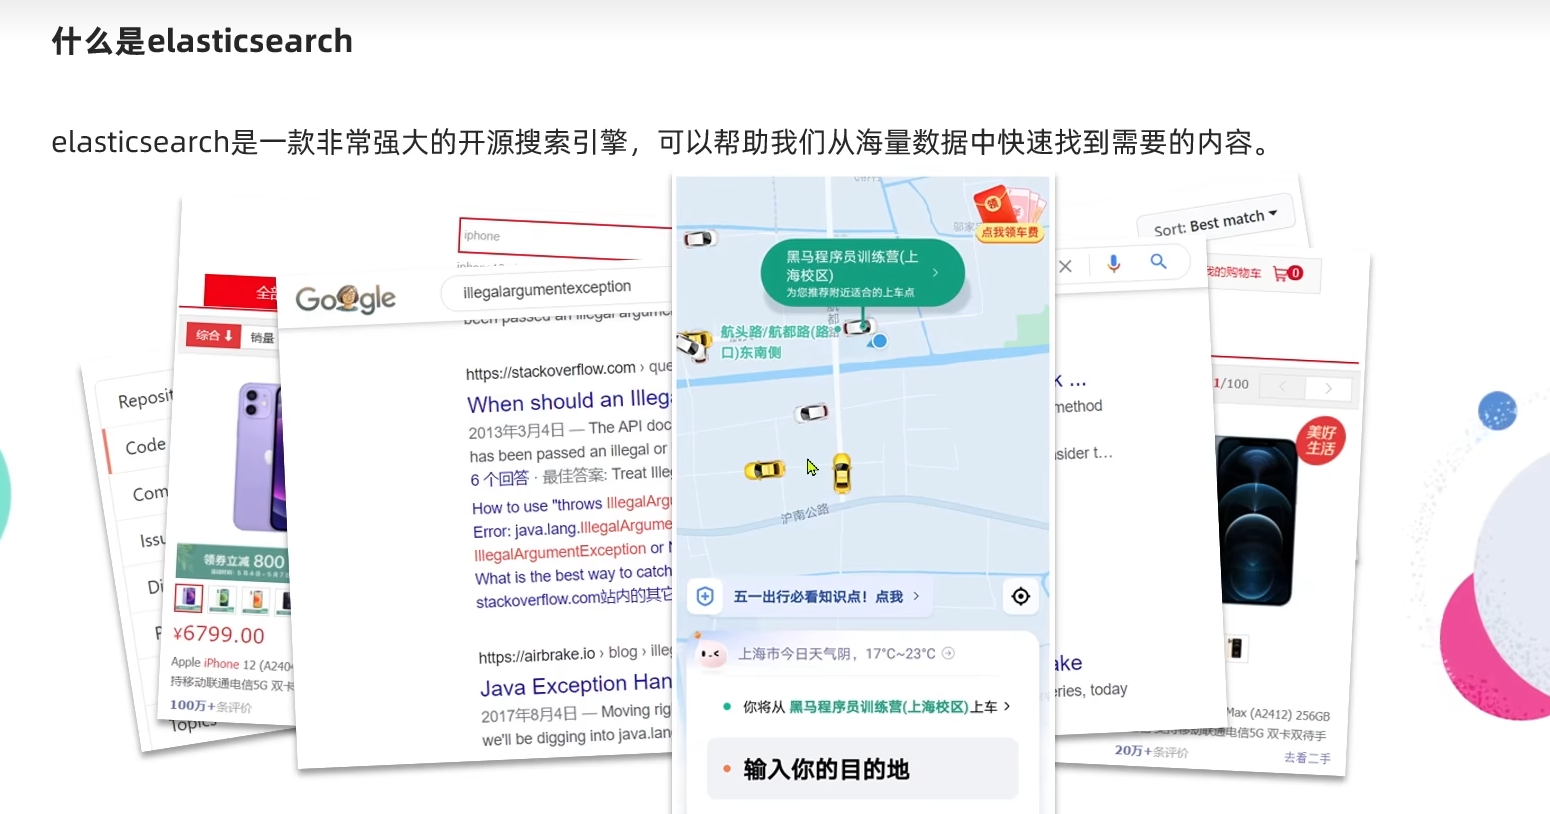 什么是elasticsearch
elasticsearch是一款非常强大的开源搜索引擎，可以帮助我们从海量数据中快速找到需要的内容。
Sort: Best match
iphone
全部
综合
销量
Google
illegalargumentexception
我的购物车
0
https://stackoverflow.com › que
When should an Illega
2013年3月4日 — The API doc
has been passed an illegal or
6 个回答 · 最佳答案: Treat Ille
How to use "throws IllegalArgu
Error: java.lang.IllegalArgume
IllegalArgumentException or N
What is the best way to catch
stackoverflow.com站内的其它
https://airbrake.io › blog › ille
Java Exception Han
2017年8月4日 — Moving rig
we'll be digging into java.lan
k ...
method
sider t...
ake
eries, today
Reposit
Code
Com
Issu
Di
P
Topics
领券立减 800
¥6799.00
Apple iPhone 12 (A2404
持移动联通电信5G 双卡
100万+条评价
领
点我领车费
黑马程序员训练营(上
海校区)
为您推荐附近适合的上车点
航头路/航都路(路
口)东南侧
沪南公路
五一出行必看知识点！点我
上海市今日天气阴，17°C~23°C
你将从 黑马程序员训练营(上海校区)上车
输入你的目的地
1/100
美好
生活
Max (A2412) 256GB
支持移动联通电信5G 双卡双待手
20万+条评价
去看二手